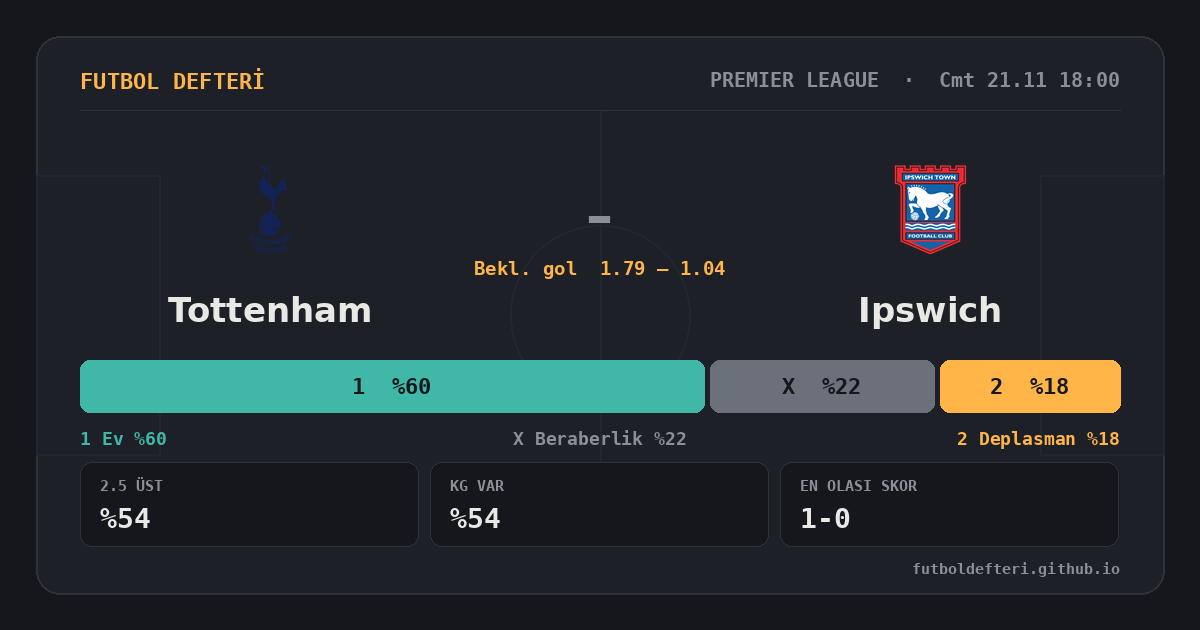 FUTBOL DEFTERİ
PREMIER LEAGUE · Cmt 21.11 18:00
IPSWICH TOWN
FOOTBALL CLUB
–
Bekl. gol 1.79 – 1.04
Tottenham
Ipswich
1 %60
X %22
2 %18
1 Ev %60
X Beraberlik %22
2 Deplasman %18
2.5 ÜST
KG VAR
EN OLASI SKOR
%54
%54
1-0
futboldefteri.github.io